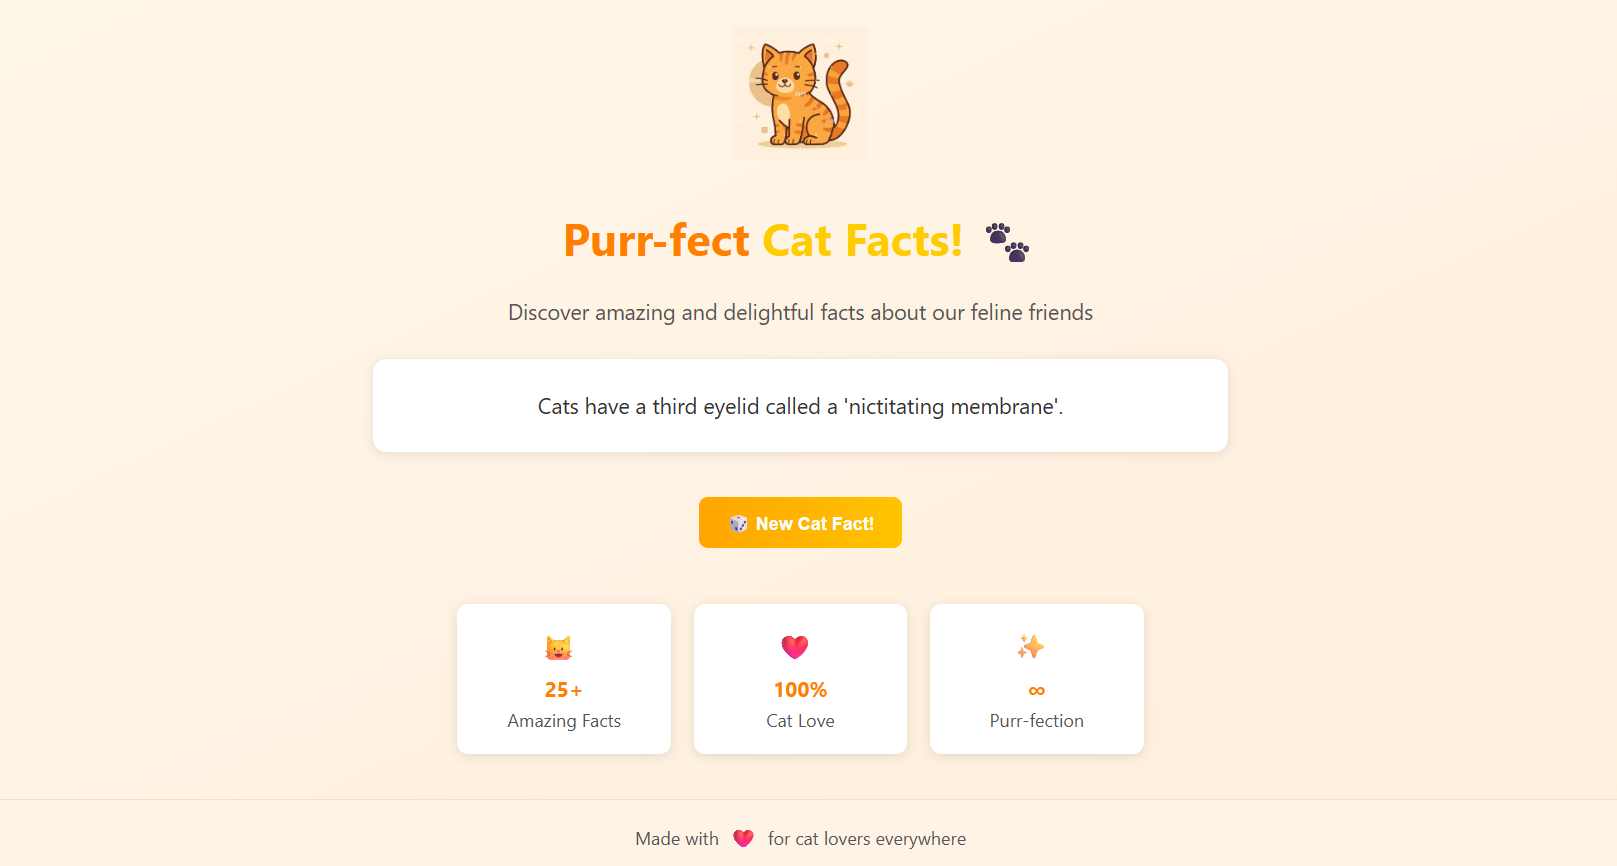 Purr-fect Cat Facts! 🐾
Discover amazing and delightful facts about our feline friends
Cats have a third eyelid called a 'nictitating membrane'.
🎲 New Cat Fact!
25+
Amazing Facts
100%
Cat Love
∞
Purr-fection
Made with ❤️ for cat lovers everywhere